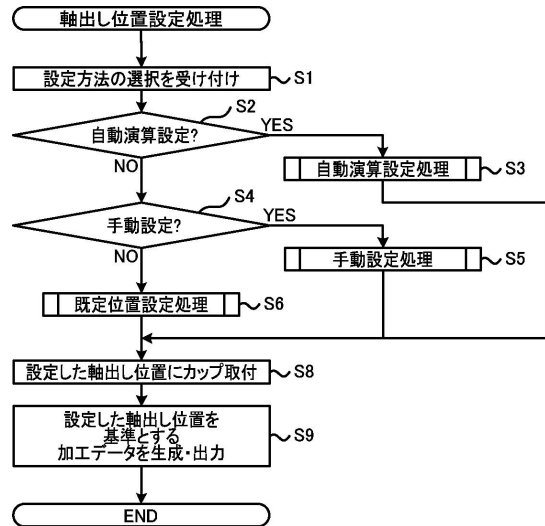 軸出し位置設定処理
設定方法の選択を受け付け
S1
S2
自動演算設定?
YES
NO
自動演算設定処理
S3
S4
手動設定?
YES
NO
手動設定処理
S5
既定位置設定処理
S6
設定した軸出し位置にカップ取付
S8
設定した軸出し位置を
基準とする
加工データを生成・出力
S9
END